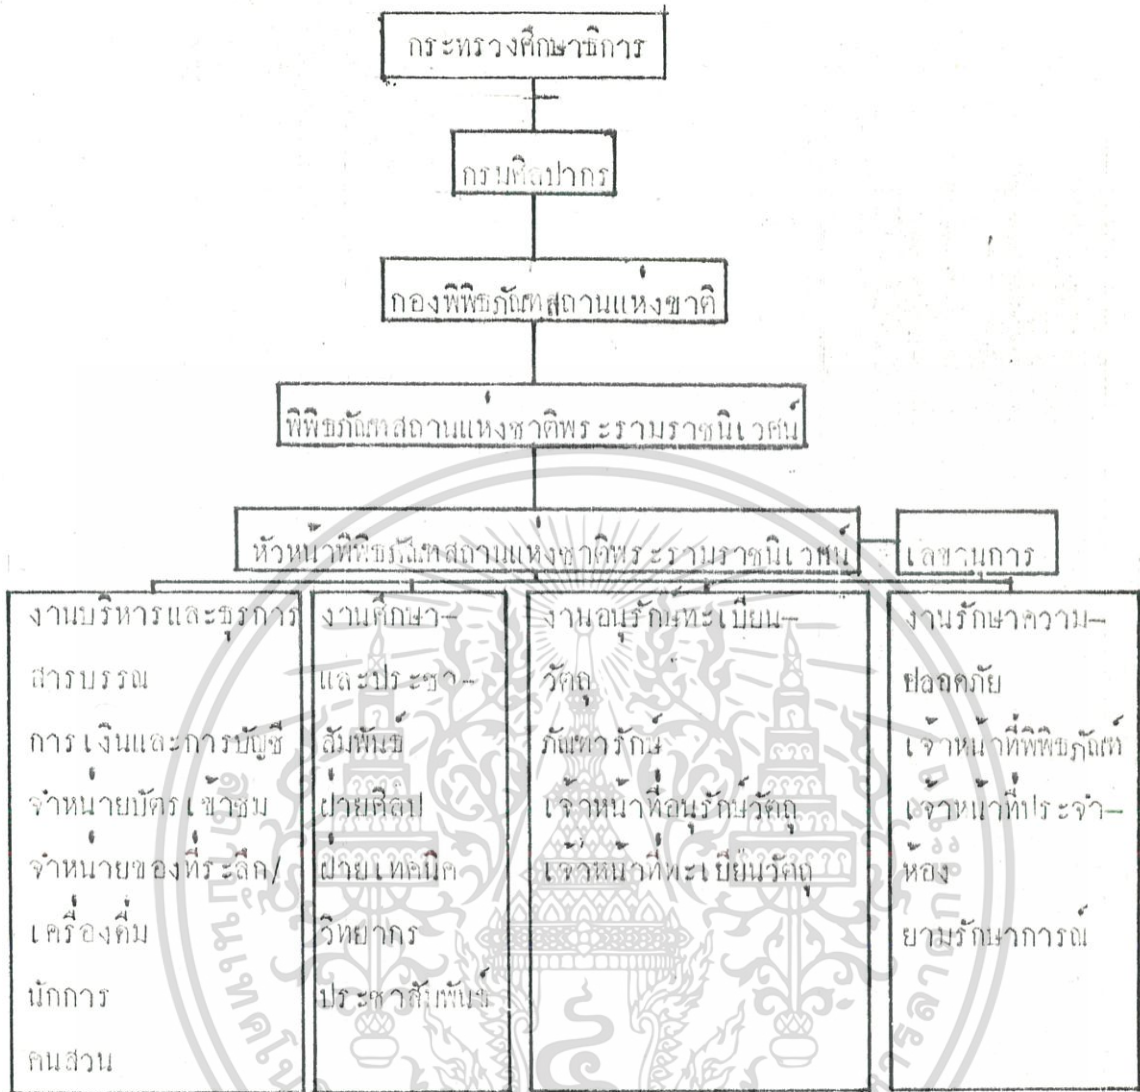 กระทรวงศึกษาธิการ
กรมศิลปากร
กองพิพิธภัณฑสถานแห่งชาติ
พิพิธภัณฑสถานแห่งชาติพระรามราชนิเวศน์
หัวหน้าพิพิธภัณฑสถานแห่งชาติพระรามราชนิเวศน์
เลขานุการ
งานบริหารและธุรการ
สารบรรณ
การเงินและการบัญชี
จำหน่ายบัตรเข้าชม
จำหน่ายของที่ระลึก/
เครื่องดื่ม
นักการ
คนสวน
งานศึกษา-
และประชา-
สัมพันธ์
ฝ่ายศิลป
ฝ่ายเทคนิค
วิทยากร
ประชาสัมพันธ์
งานอนุรักษ์ทะเบียน-
วัตถุ
ภัณฑารักษ์
เจ้าหน้าที่อนุรักษ์วัตถุ
เจ้าหน้าที่ทะเบียนวัตถุ
งานรักษาความ-
ปลอดภัย
เจ้าหน้าที่พิพิธภัณฑ์
เจ้าหน้าที่ประจำ-
ห้อง
ยามรักษาการณ์